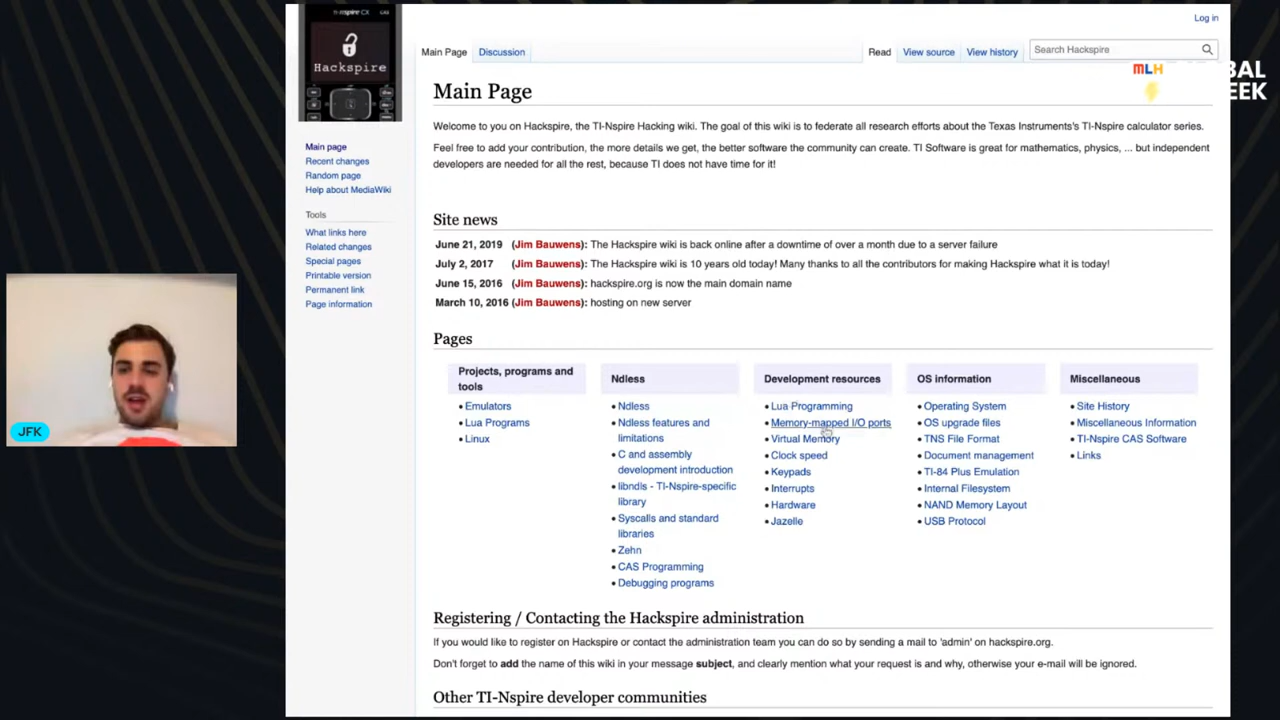 TI-nspire CX
Hackspire
Log in
Main Page
Discussion
Read
View source
View history
Search Hackspire
MLH
BAL
EEK
Main Page
Welcome to you on Hackspire, the TI-Nspire Hacking wiki. The goal of this wiki is to federate all research efforts about the Texas Instruments's TI-Nspire calculator series.
Feel free to add your contribution, the more details we get, the better software the community can create. TI Software is great for mathematics, physics, ... but independent
developers are needed for all the rest, because TI does not have time for it!
Main page
Recent changes
Random page
Help about MediaWiki
Tools
What links here
Related changes
Special pages
Printable version
Permanent link
Page information
Site news
June 21, 2019 (Jim Bauwens): The Hackspire wiki is back online after a downtime of over a month due to a server failure
July 2, 2017 (Jim Bauwens): The Hackspire wiki is 10 years old today! Many thanks to all the contributors for making Hackspire what it is today!
June 15, 2016 (Jim Bauwens): hackspire.org is now the main domain name
March 10, 2016 (Jim Bauwens): hosting on new server
Pages
Projects, programs and
tools
• Emulators
• Lua Programs
• Linux
Ndless
• Ndless
• Ndless features and
limitations
• C and assembly
development introduction
• libndls - TI-Nspire-specific
library
• Syscalls and standard
libraries
• Zehn
• CAS Programming
• Debugging programs
Development resources
• Lua Programming
• Memory-mapped I/O ports
• Virtual Memory
• Clock speed
• Keypads
• Interrupts
• Hardware
• Jazelle
OS information
• Operating System
• OS upgrade files
• TNS File Format
• Document management
• TI-84 Plus Emulation
• Internal Filesystem
• NAND Memory Layout
• USB Protocol
Miscellaneous
• Site History
• Miscellaneous Information
• TI-Nspire CAS Software
• Links
JFK
Registering / Contacting the Hackspire administration
If you would like to register on Hackspire or contact the administration team you can do so by sending a mail to 'admin' on hackspire.org.
Don't forget to add the name of this wiki in your message subject, and clearly mention what your request is and why, otherwise your e-mail will be ignored.
Other TI-Nspire developer communities